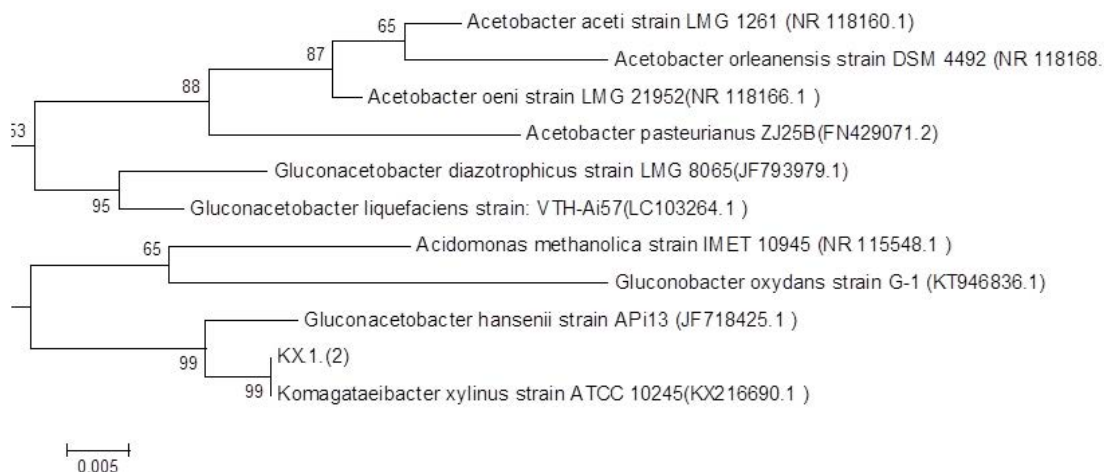 Acetobacter aceti strain LMG 1261 (NR 118160.1)
65
Acetobacter orleanensis strain DSM 4492 (NR 118168.
87
Acetobacter oeni strain LMG 21952(NR 118166.1 )
88
Acetobacter pasteurianus ZJ25B(FN429071.2)
53
Gluconacetobacter diazotrophicus strain LMG 8065(JF793979.1)
95
Gluconacetobacter liquefaciens strain: VTH-Ai57(LC103264.1 )
Acidomonas methanolica strain IMET 10945 (NR 115548.1 )
65
Gluconobacter oxydans strain G-1 (KT946836.1)
Gluconacetobacter hansenii strain APi13 (JF718425.1 )
99
KX.1.(2)
99
Komagataeibacter xylinus strain ATCC 10245(KX216690.1 )
0.005